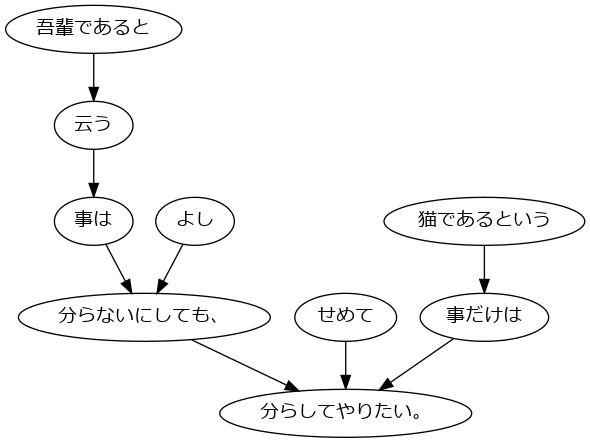 吾輩であると
云う
事は
よし
猫であるという
分らないにしても、
せめて
事だけは
分らしてやりたい。